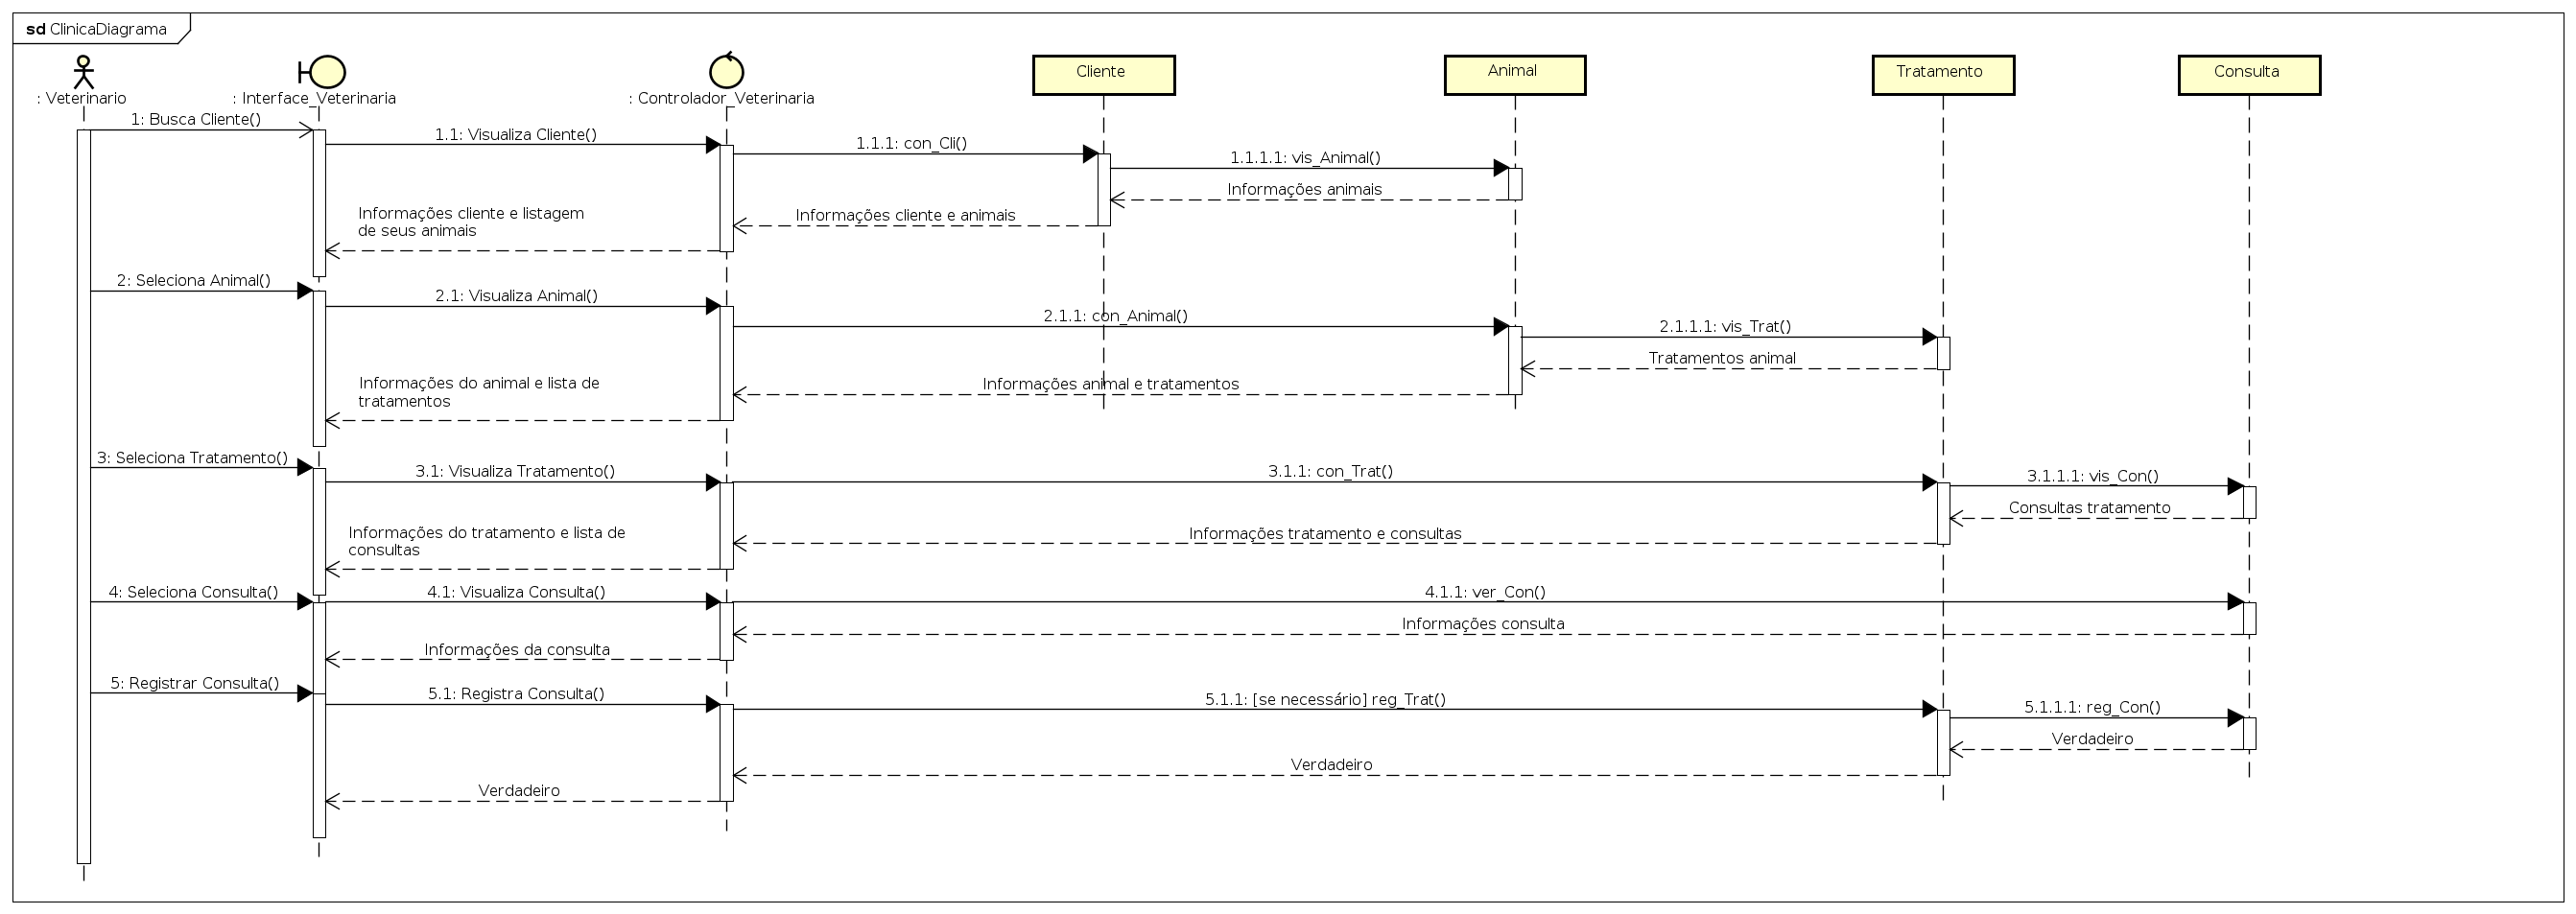 sd ClinicaDiagrama
: Veterinario
: Interface_Veterinaria
: Controlador_Veterinaria
Cliente
Animal
Tratamento
Consulta
1: Busca Cliente()
1.1: Visualiza Cliente()
1.1.1: con_Cli()
1.1.1.1: vis_Animal()
Informações animais
Informações cliente e animais
Informações cliente e listagem
de seus animais
2: Seleciona Animal()
2.1: Visualiza Animal()
2.1.1: con_Animal()
2.1.1.1: vis_Trat()
Tratamentos animal
Informações animal e tratamentos
Informações do animal e lista de
tratamentos
3: Seleciona Tratamento()
3.1: Visualiza Tratamento()
3.1.1: con_Trat()
3.1.1.1: vis_Con()
Consultas tratamento
Informações tratamento e consultas
Informações do tratamento e lista de
consultas
4: Seleciona Consulta()
4.1: Visualiza Consulta()
4.1.1: ver_Con()
Informações consulta
Informações da consulta
5: Registrar Consulta()
5.1: Registra Consulta()
5.1.1: [se necessário] reg_Trat()
5.1.1.1: reg_Con()
Verdadeiro
Verdadeiro
Verdadeiro